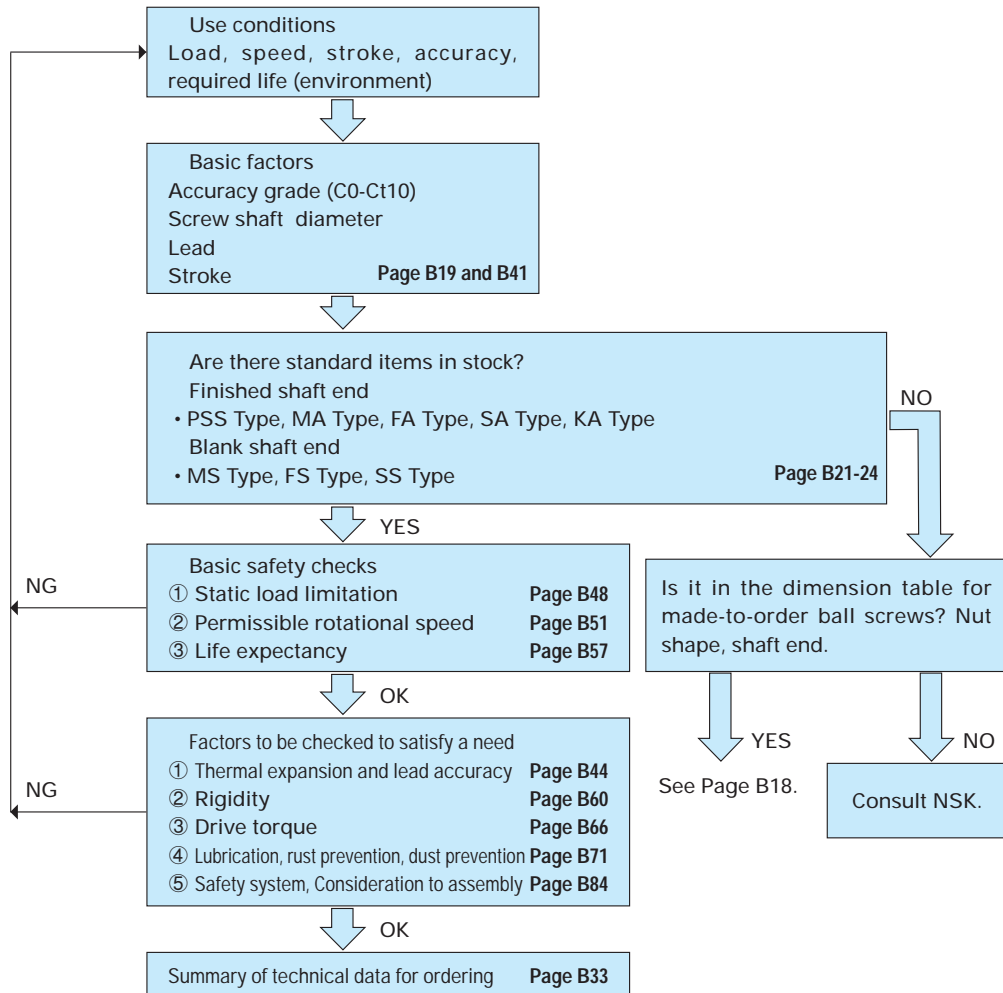 Use conditions
Load, speed, stroke, accuracy,
required life (environment)
Basic factors
Accuracy grade (C0-Ct10)
Screw shaft diameter
Lead
Stroke Page B19 and B41
Are there standard items in stock?
Finished shaft end
• PSS Type, MA Type, FA Type, SA Type, KA Type
Blank shaft end
• MS Type, FS Type, SS Type Page B21-24
NO
YES
Basic safety checks
① Static load limitation Page B48
② Permissible rotational speed Page B51
③ Life expectancy Page B57
NG
Is it in the dimension table for
made-to-order ball screws? Nut
shape, shaft end.
OK
YES
NO
See Page B18.
Consult NSK.
Factors to be checked to satisfy a need
① Thermal expansion and lead accuracy Page B44
② Rigidity Page B60
③ Drive torque Page B66
④ Lubrication, rust prevention, dust prevention Page B71
⑤ Safety system, Consideration to assembly Page B84
NG
OK
Summary of technical data for ordering Page B33